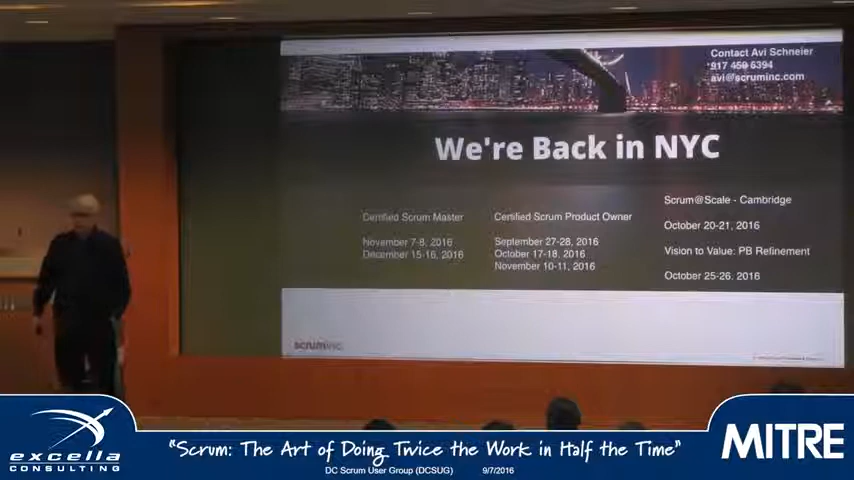 Contact Avi Schneier
avi@scruminc.com
We're Back in NYC
Certified Scrum Master
November 7-8, 2016
December 15-16, 2016
Certified Scrum Product Owner
September 27-28, 2016
October 17-18, 2016
November 10-11, 2016
Scrum@Scale - Cambridge
October 20-21, 2016
Vision to Value: PB Refinement
October 25-26, 2016
scruminc.
excella
CONSULTING
"Scrum: The Art of Doing Twice the Work in Half the Time"
DC Scrum User Group (DCSUG) 9/7/2016
MITRE